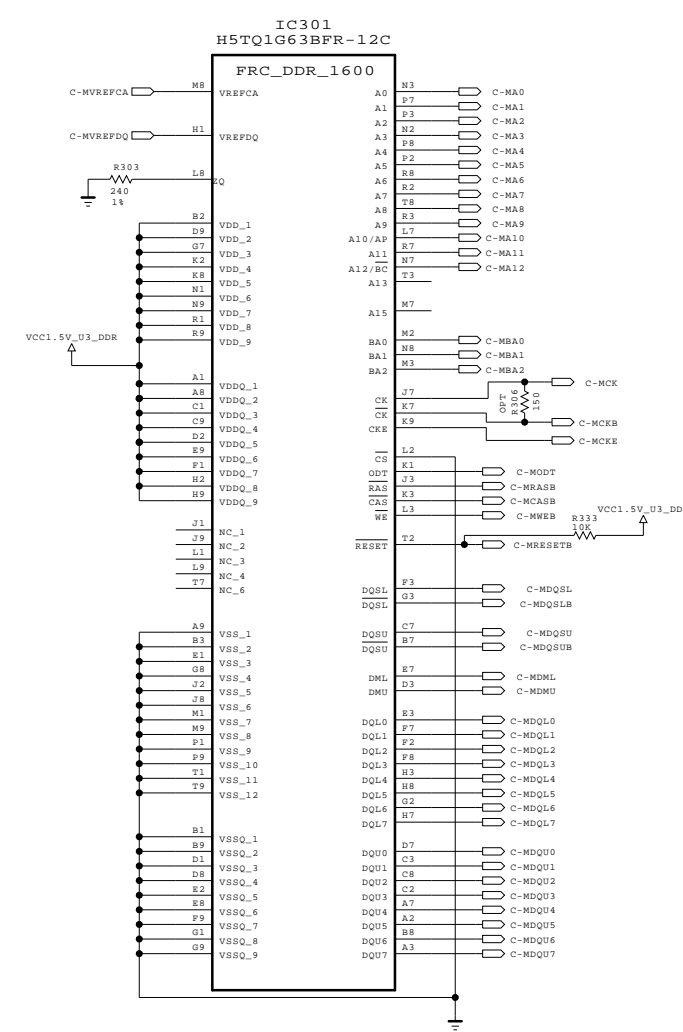 IC301
H5TQ1G63BFR-12C
FRC_DDR_1600
C-MVREFCA M8 VREFCA
C-MVREFDQ H1 VREFDQ
R303
240
1%
L8 ZQ
B2 VDD_1
D9 VDD_2
G7 VDD_3
K2 VDD_4
K8 VDD_5
N1 VDD_6
N9 VDD_7
R1 VDD_8
R9 VDD_9
VCC1.5V_U3_DDR
A1 VDDQ_1
A8 VDDQ_2
C1 VDDQ_3
C9 VDDQ_4
D2 VDDQ_5
E9 VDDQ_6
F1 VDDQ_7
H2 VDDQ_8
H9 VDDQ_9
J1 NC_1
J9 NC_2
L1 NC_3
L9 NC_4
T7 NC_6
A9 VSS_1
B3 VSS_2
E1 VSS_3
G8 VSS_4
J2 VSS_5
J8 VSS_6
M1 VSS_7
M9 VSS_8
P1 VSS_9
P9 VSS_10
T1 VSS_11
T9 VSS_12
B1 VSSQ_1
B9 VSSQ_2
D1 VSSQ_3
D8 VSSQ_4
E2 VSSQ_5
E8 VSSQ_6
F9 VSSQ_7
G1 VSSQ_8
G9 VSSQ_9
A0 N3 C-MA0
A1 P7 C-MA1
A2 P3 C-MA2
A3 N2 C-MA3
A4 P8 C-MA4
A5 P2 C-MA5
A6 R8 C-MA6
A7 R2 C-MA7
A8 T8 C-MA8
A9 R3 C-MA9
A10/AP L7 C-MA10
A11 R7 C-MA11
A12/BC N7 C-MA12
A13 T3
A15 M7
BA0 M2 C-MBA0
BA1 N8 C-MBA1
BA2 M3 C-MBA2
CK J7 C-MCK
CK K7 C-MCKB
CKE K9 C-MCKE
OPT
R306
150
CS L2
ODT K1 C-MODT
RAS J3 C-MRASB
CAS K3 C-MCASB
WE L3 C-MWEB
RESET T2 C-MRESETB
R333
10K
VCC1.5V_U3_DD
DQSL F3 C-MDQSL
DQSL G3 C-MDQSLB
DQSU C7 C-MDQSU
DQSU B7 C-MDQSUB
DML E7 C-MDML
DMU D3 C-MDMU
DQL0 E3 C-MDQL0
DQL1 F7 C-MDQL1
DQL2 F2 C-MDQL2
DQL3 F8 C-MDQL3
DQL4 H3 C-MDQL4
DQL5 H8 C-MDQL5
DQL6 G2 C-MDQL6
DQL7 H7 C-MDQL7
DQU0 D7 C-MDQU0
DQU1 C3 C-MDQU1
DQU2 C8 C-MDQU2
DQU3 C2 C-MDQU3
DQU4 A7 C-MDQU4
DQU5 A2 C-MDQU5
DQU6 B8 C-MDQU6
DQU7 A3 C-MDQU7